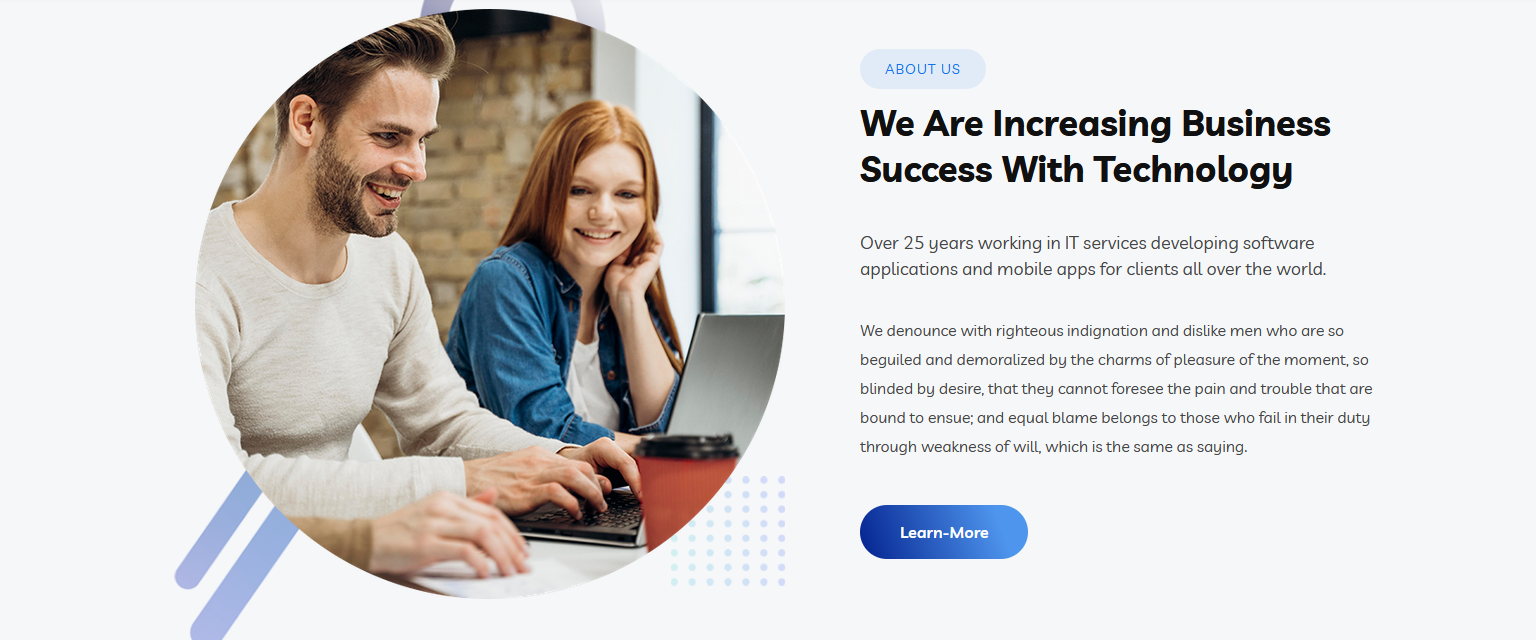 ABOUT US
We Are Increasing Business
Success With Technology
Over 25 years working in IT services developing software
applications and mobile apps for clients all over the world.
We denounce with righteous indignation and dislike men who are so
beguiled and demoralized by the charms of pleasure of the moment, so
blinded by desire, that they cannot foresee the pain and trouble that are
bound to ensue; and equal blame belongs to those who fail in their duty
through weakness of will, which is the same as saying.
Learn-More